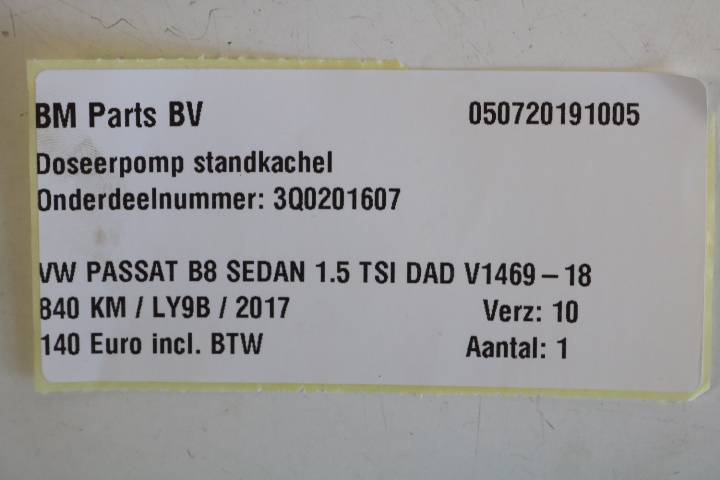 BM Parts BV 050720191005
Doseerpomp standkachel
Onderdeelnummer: 3Q0201607
VW PASSAT B8 SEDAN 1.5 TSI DAD V1469 – 18
840 KM / LY9B / 2017 Verz: 10
140 Euro incl. BTW Aantal: 1